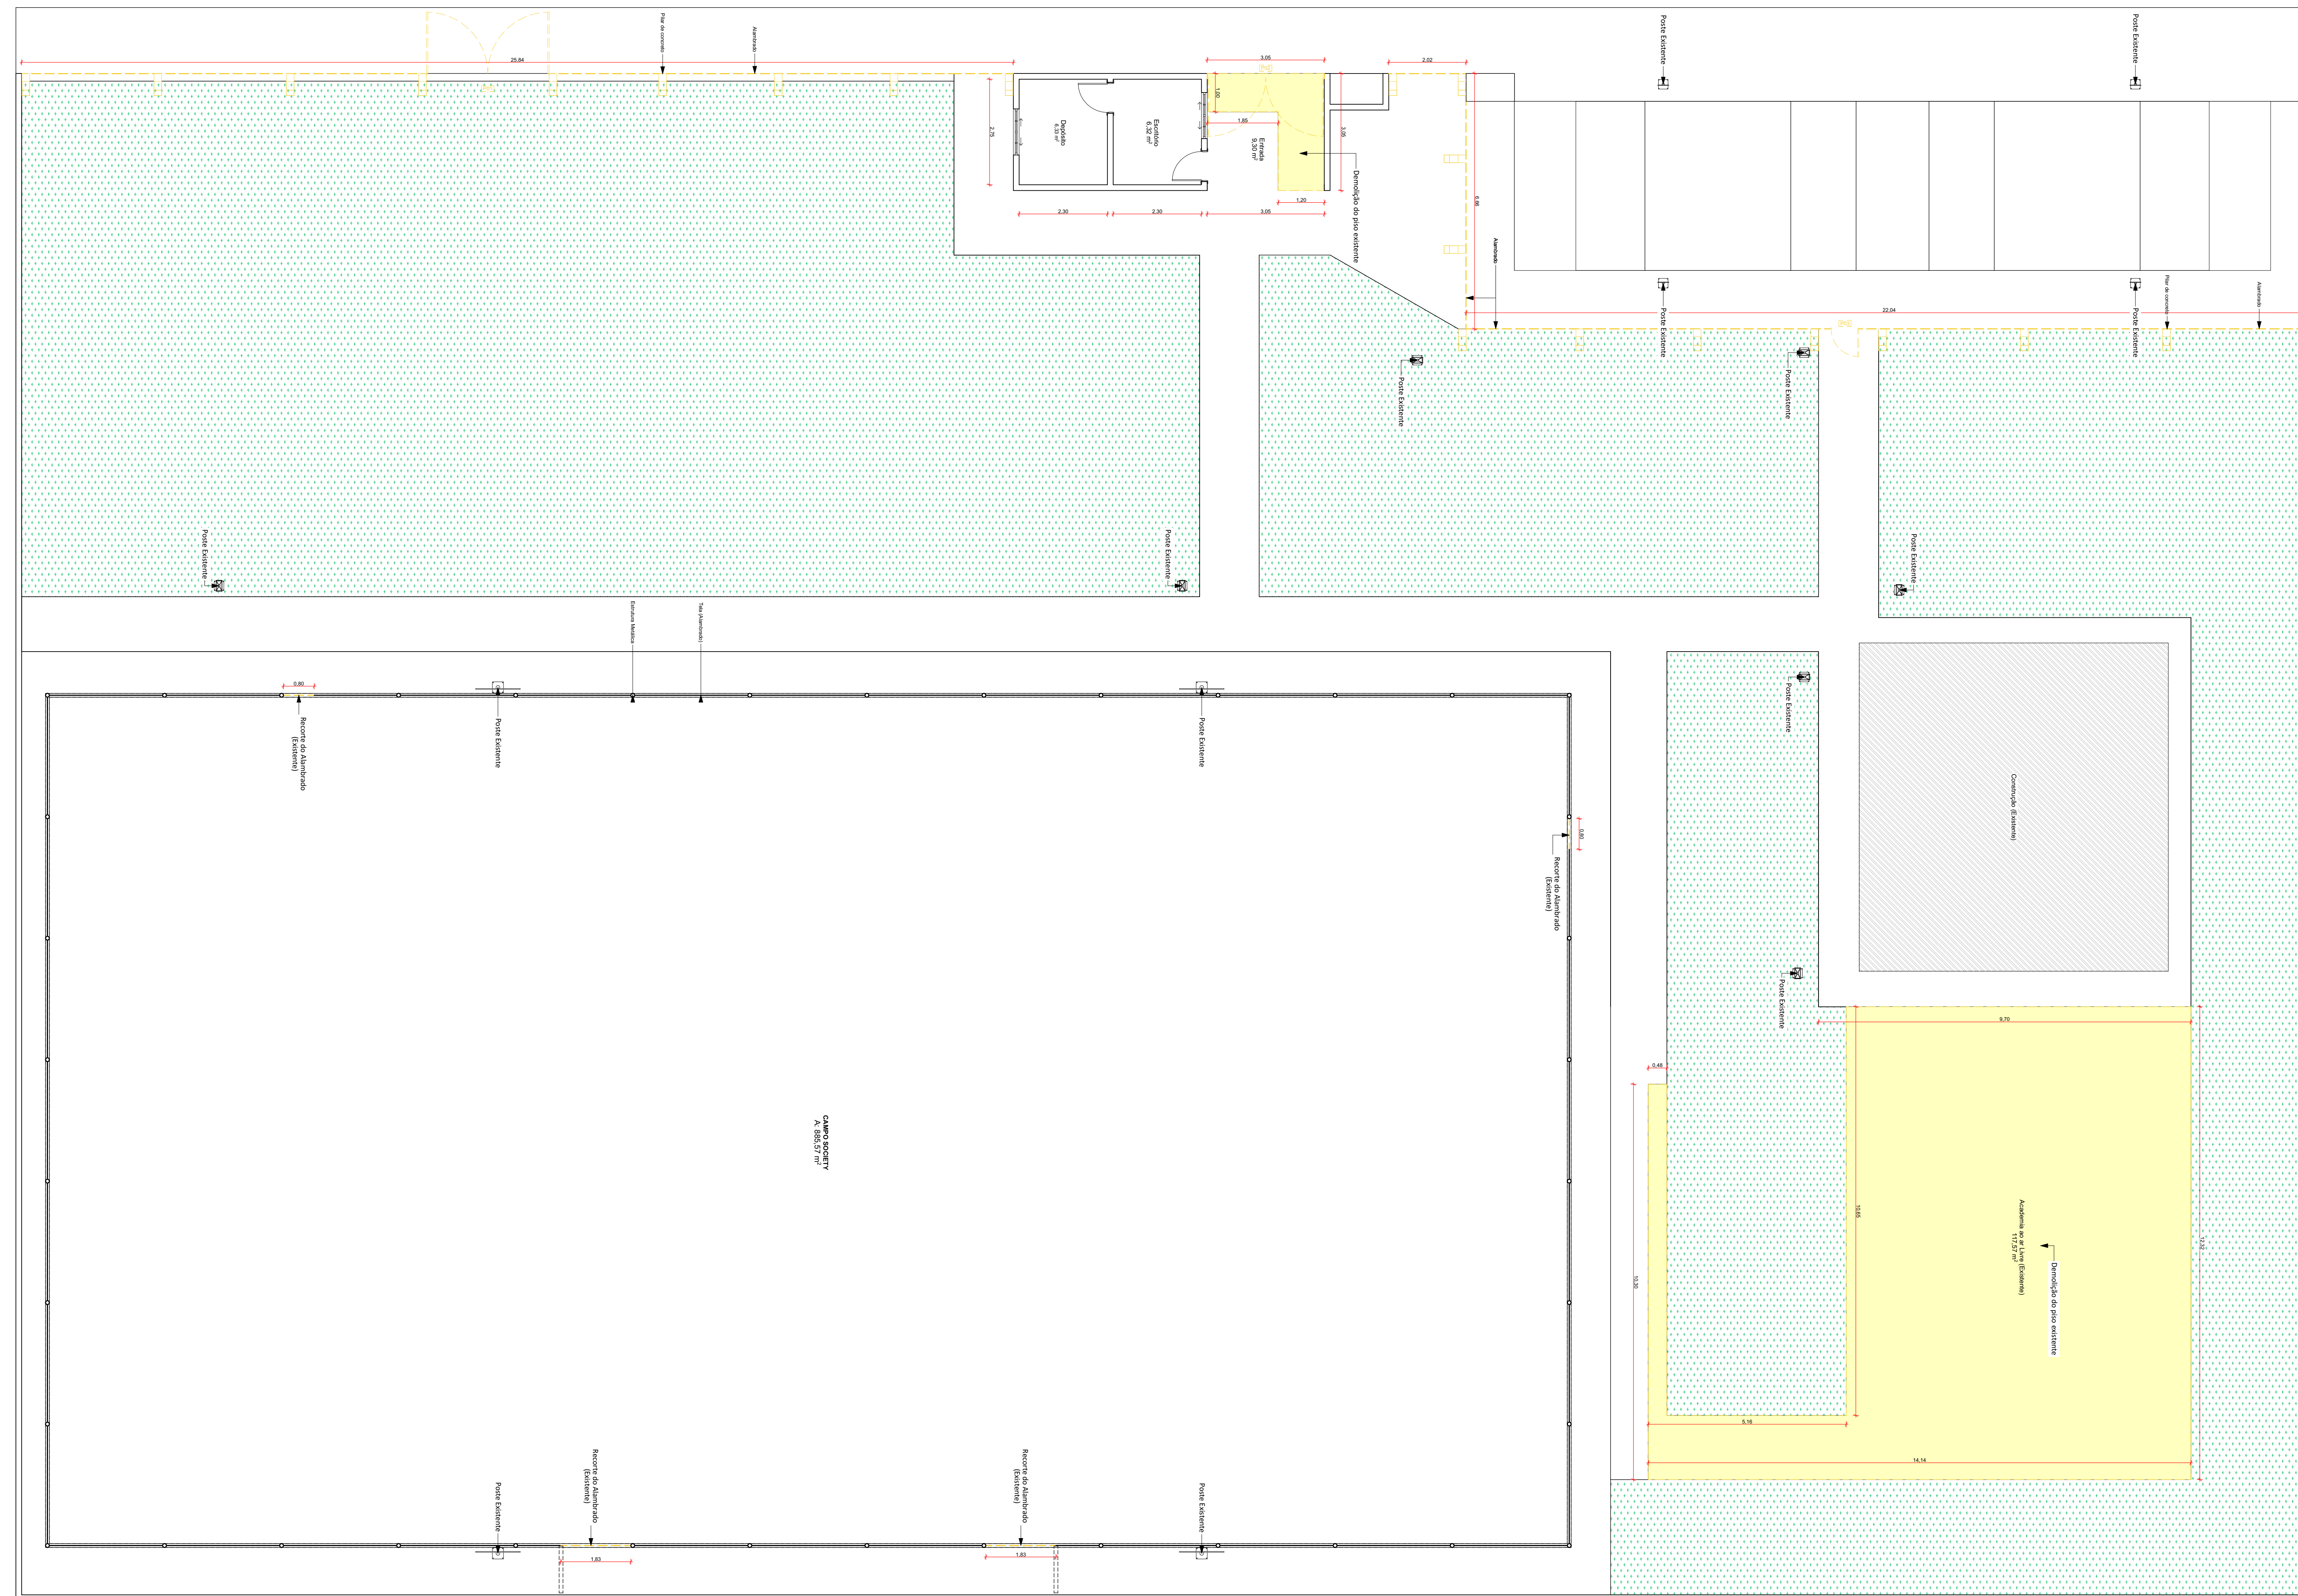 Pilar de concreto
Alambrado
Poste Existente
Poste Existente
25,84
3,05
2,02
1,00
2,75
Depósito
6,33 m²
Escritório
6,32 m²
1,85
Entrada
9,30 m²
3,05
Demolição do piso existente
1,20
2,30
2,30
3,05
6,66
Alambrado
Poste Existente
Poste Existente
Pilar de concreto
Alambrado
22,04
Poste Existente
Poste Existente
Poste Existente
Poste Existente
Poste Existente
Estrutura Metálica
Tela (Alambrado)
0,80
Recorte do Alambrado
(Existente)
Poste Existente
Poste Existente
Poste Existente
Construção (Existente)
0,80
Recorte do Alambrado
(Existente)
Poste Existente
9,70
0,48
CAMPO SOCIETY
A: 885,57 m²
10,65
Academia ao ar Livre (Existente)
117,57 m²
12,32
Demolição do piso existente
10,30
5,16
14,14
Poste Existente
Recorte do Alambrado
(Existente)
Recorte do Alambrado
(Existente)
Poste Existente
1,83
1,83